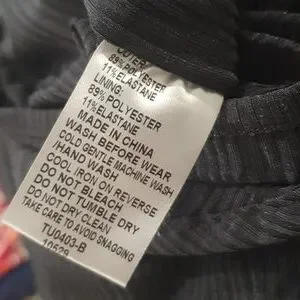 OUTER:
89% POLYESTER
11% ELASTANE
LINING:
89% POLYESTER
11% ELASTANE
MADE IN CHINA
WASH BEFORE WEAR
COLD GENTLE MACHINE WASH
/HAND WASH
COOL IRON ON REVERSE
DO NOT BLEACH
DO NOT TUMBLE DRY
DO NOT DRY CLEAN
TAKE CARE TO AVOID SNAGGING
TU0403-B
10529